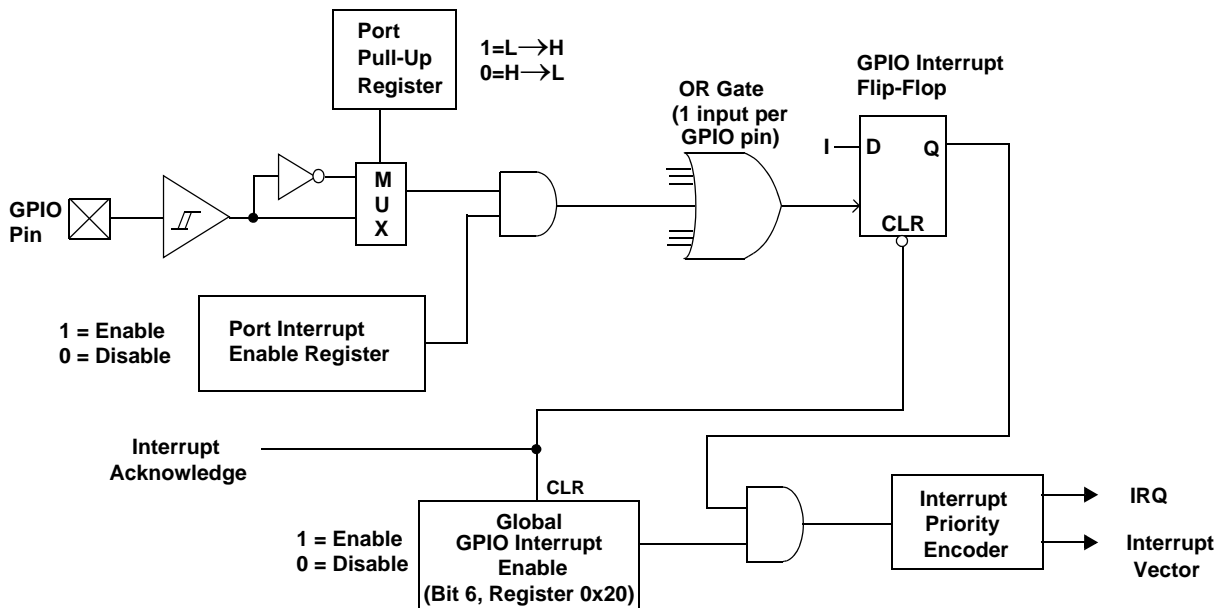 Port
Pull-Up
Register
1=L→H
0=H→L
OR Gate
(1 input per
GPIO pin)
GPIO Interrupt
Flip-Flop
I
D
Q
CLR
M
U
X
GPIO
Pin
1 = Enable
0 = Disable
Port Interrupt
Enable Register
Interrupt
Acknowledge
CLR
1 = Enable
0 = Disable
Global
GPIO Interrupt
Enable
(Bit 6, Register 0x20)
Interrupt
Priority
Encoder
IRQ
Interrupt
Vector